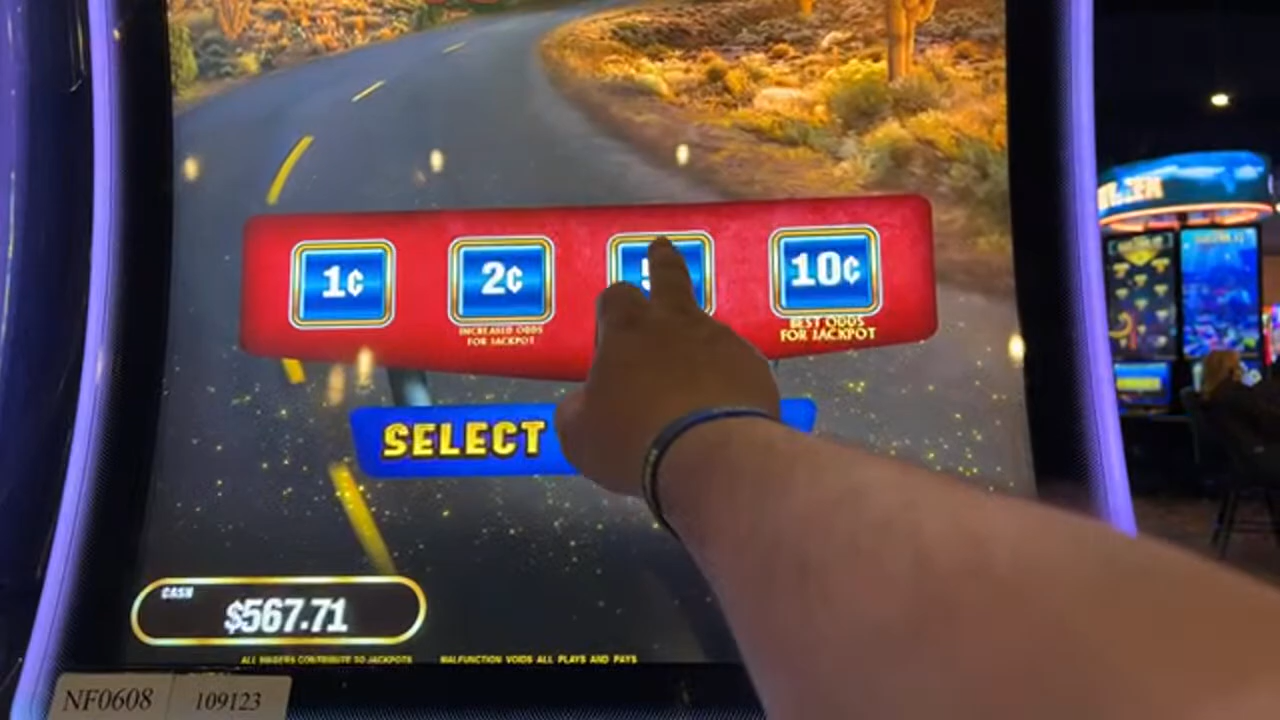 1¢
2¢
10¢
INCREASED ODDS
FOR JACKPOT
BEST ODDS
FOR JACKPOT
SELECT
CASH
$567.71
ALL WAGERS CONTRIBUTE TO JACKPOTS
MALFUNCTION VOIDS ALL PLAYS AND PAYS
NF0608
109123